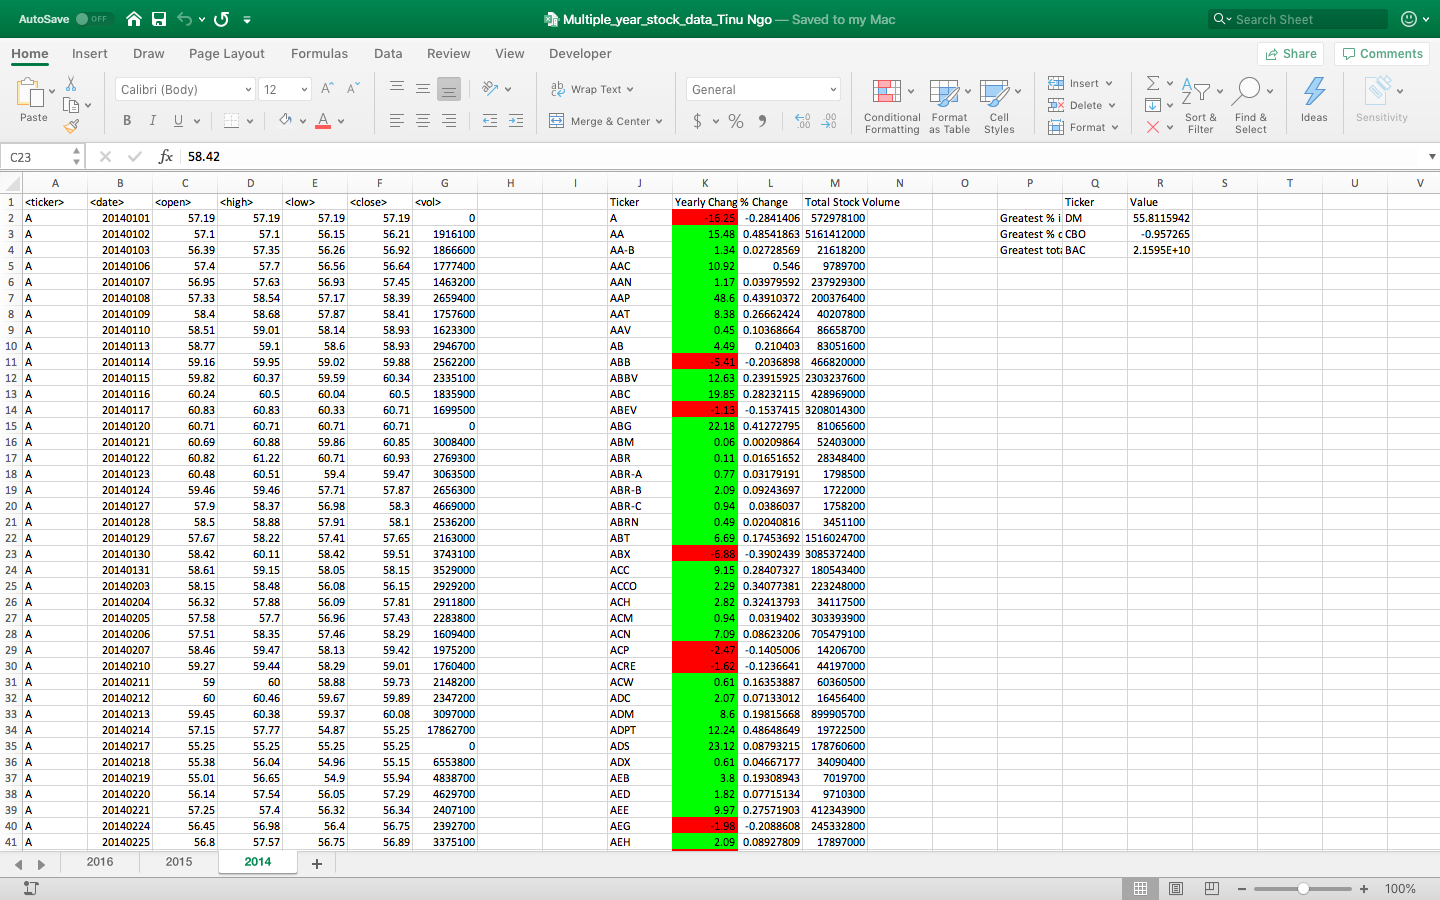 AutoSave OFF Multiple_year_stock_data_Tinu Ngo — Saved to my Mac Search Sheet
Home Insert Draw Page Layout Formulas Data Review View Developer Share Comments
Paste Calibri (Body) 12 A^ A˅ ab Wrap Text General Insert Delete Format
B I U A Merge & Center $ % Conditional Formatting Format as Table Cell Styles Sort & Filter Find & Select Ideas Sensitivity
C23 fx 58.42
A B C D E F G H I J K L M N O P Q R S T U V
1 <ticker> <date> <open> <high> <low> <close> <vol> Ticker Yearly Chang % Change Total Stock Volume Ticker Value
2 A 20140101 57.19 57.19 57.19 57.19 0 A -16.25 -0.2841406 572978100 Greatest % i DM 55.8115942
3 A 20140102 57.1 57.1 56.15 56.21 1916100 AA 15.48 0.48541863 5161412000 Greatest % c CBO -0.957265
4 A 20140103 56.39 57.35 56.26 56.92 1866600 AA-B 1.34 0.02728569 21618200 Greatest tot BAC 2.1595E+10
5 A 20140106 57.4 57.7 56.56 56.64 1777400 AAC 10.92 0.546 9789700
6 A 20140107 56.95 57.63 56.93 57.45 1463200 AAN 1.17 0.03979592 237929300
7 A 20140108 57.33 58.54 57.17 58.39 2659400 AAP 48.6 0.43910372 200376400
8 A 20140109 58.4 58.68 57.87 58.41 1757600 AAT 8.38 0.26662424 40207800
9 A 20140110 58.51 59.01 58.14 58.93 1623300 AAV 0.45 0.10368664 86658700
10 A 20140113 58.77 59.1 58.6 58.93 2946700 AB 4.49 0.210403 83051600
11 A 20140114 59.16 59.95 59.02 59.88 2562200 ABB -5.41 -0.2036898 466820000
12 A 20140115 59.82 60.37 59.59 60.34 2335100 ABBV 12.63 0.23915925 2303237600
13 A 20140116 60.24 60.5 60.04 60.5 1835900 ABC 19.85 0.28232115 428969000
14 A 20140117 60.83 60.83 60.33 60.71 1699500 ABEV -1.13 -0.1537415 3208014300
15 A 20140120 60.71 60.71 60.71 60.71 0 ABG 22.18 0.41272795 81065600
16 A 20140121 60.69 60.88 59.86 60.85 3008400 ABM 0.06 0.00209864 52403000
17 A 20140122 60.82 61.22 60.71 60.93 2769300 ABR 0.11 0.01651652 28348400
18 A 20140123 60.48 60.51 59.4 59.47 3063500 ABR-A 0.77 0.03179191 1798500
19 A 20140124 59.46 59.46 57.71 57.87 2656300 ABR-B 2.09 0.09243697 1722000
20 A 20140127 57.9 58.37 56.98 58.3 4669000 ABR-C 0.94 0.0386037 1758200
21 A 20140128 58.5 58.88 57.91 58.1 2536200 ABRN 0.49 0.02040816 3451100
22 A 20140129 57.67 58.22 57.41 57.65 2163000 ABT 6.69 0.17453692 1516024700
23 A 20140130 58.42 60.11 58.42 59.51 3743100 ABX -6.88 -0.3902439 3085372400
24 A 20140131 58.61 59.15 58.05 58.15 3529000 ACC 9.15 0.28407327 180543400
25 A 20140203 58.15 58.48 56.08 56.15 2929200 ACCO 2.29 0.34077381 223248000
26 A 20140204 56.32 57.88 56.09 57.81 2911800 ACH 2.82 0.32413793 34117500
27 A 20140205 57.58 57.7 56.96 57.43 2283800 ACM 0.94 0.0319402 303393900
28 A 20140206 57.51 58.35 57.46 58.29 1609400 ACN 7.09 0.08623206 705479100
29 A 20140207 58.46 59.47 58.13 59.42 1975200 ACP -2.47 -0.1405006 14206700
30 A 20140210 59.27 59.44 58.29 59.01 1760400 ACRE -1.62 -0.1236641 44197000
31 A 20140211 59 60 58.88 59.73 2148200 ACW 0.61 0.16353887 60360500
32 A 20140212 60 60.46 59.67 59.89 2347200 ADC 2.07 0.07133012 16456400
33 A 20140213 59.45 60.38 59.37 60.08 3097000 ADM 8.6 0.19815668 899905700
34 A 20140214 57.15 57.77 54.87 55.25 17862700 ADPT 12.24 0.48648649 19722500
35 A 20140217 55.25 55.25 55.25 55.25 0 ADS 23.12 0.08793215 178760600
36 A 20140218 55.38 56.04 54.96 55.15 6553800 ADX 0.61 0.04667177 34090400
37 A 20140219 55.01 56.65 54.9 55.94 4838700 AEB 3.8 0.19308943 7019700
38 A 20140220 56.14 57.54 56.05 57.29 4629700 AED 1.82 0.07715134 9710300
39 A 20140221 57.25 57.4 56.32 56.34 2407100 AEE 9.97 0.27571903 412343900
40 A 20140224 56.45 56.98 56.4 56.75 2392700 AEG -1.98 -0.2088608 245332800
41 A 20140225 56.8 57.57 56.75 56.89 3375100 AEH 2.09 0.08927809 17897000
2016 2015 2014 +
100%